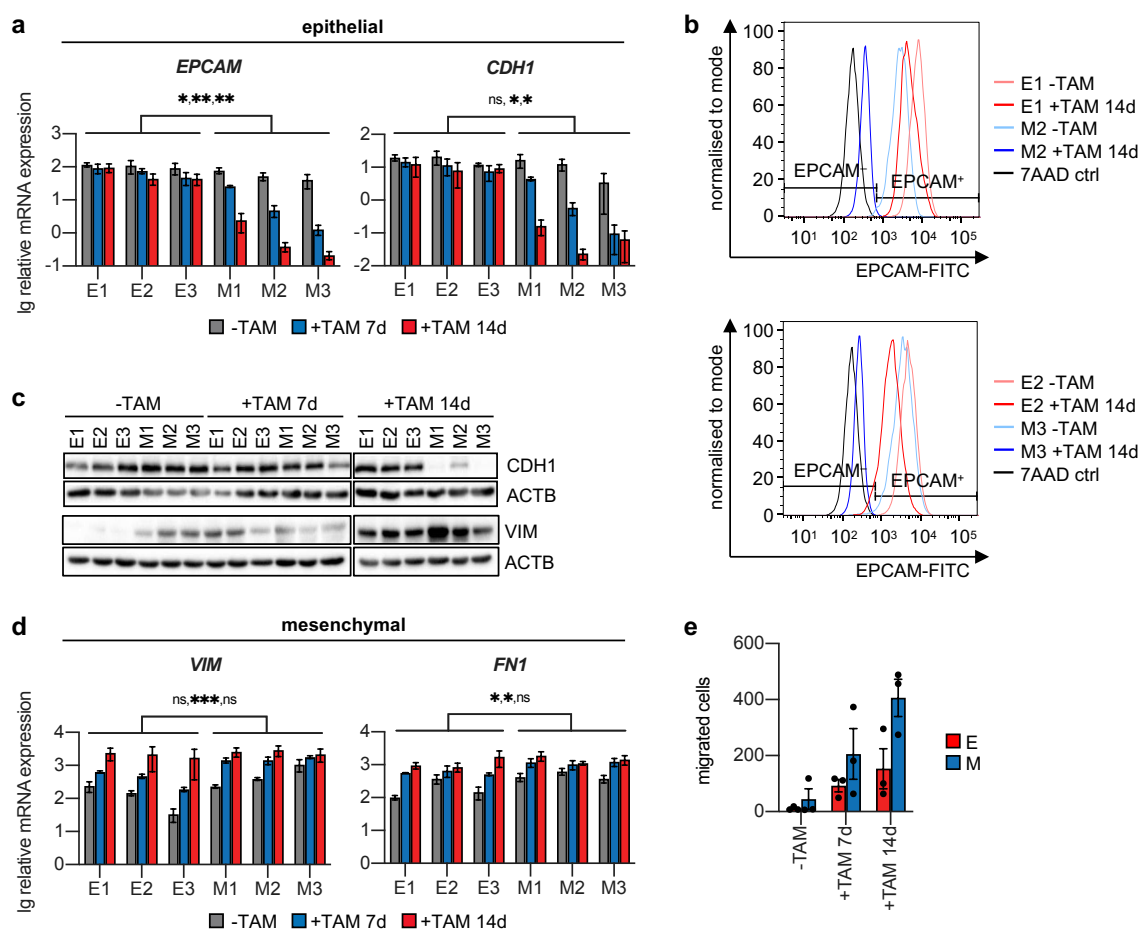 a
epithelial
EPCAM
CDH1
*,**,**
ns, *,*
lg relative mRNA expression
3
2
1
0
-1
3
2
1
0
-1
-2
E1 E2 E3 M1 M2 M3
E1 E2 E3 M1 M2 M3
-TAM +TAM 7d +TAM 14d
b
normalised to mode
100
80
60
40
20
0
EPCAM⁻
EPCAM⁺
10¹ 10² 10³ 10⁴ 10⁵
EPCAM-FITC
E1 -TAM
E1 +TAM 14d
M2 -TAM
M2 +TAM 14d
7AAD ctrl
normalised to mode
100
80
60
40
20
0
EPCAM⁻
EPCAM⁺
10¹ 10² 10³ 10⁴ 10⁵
EPCAM-FITC
E2 -TAM
E2 +TAM 14d
M3 -TAM
M3 +TAM 14d
7AAD ctrl
c
-TAM +TAM 7d +TAM 14d
E1 E2 E3 M1 M2 M3 E1 E2 E3 M1 M2 M3 E1 E2 E3 M1 M2 M3
CDH1
ACTB
VIM
ACTB
d
mesenchymal
VIM
FN1
ns,***,ns
*,*,ns
lg relative mRNA expression
4
3
2
1
0
4
3
2
1
0
E1 E2 E3 M1 M2 M3
E1 E2 E3 M1 M2 M3
-TAM +TAM 7d +TAM 14d
e
migrated cells
600
400
200
0
-TAM
+TAM 7d
+TAM 14d
E
M